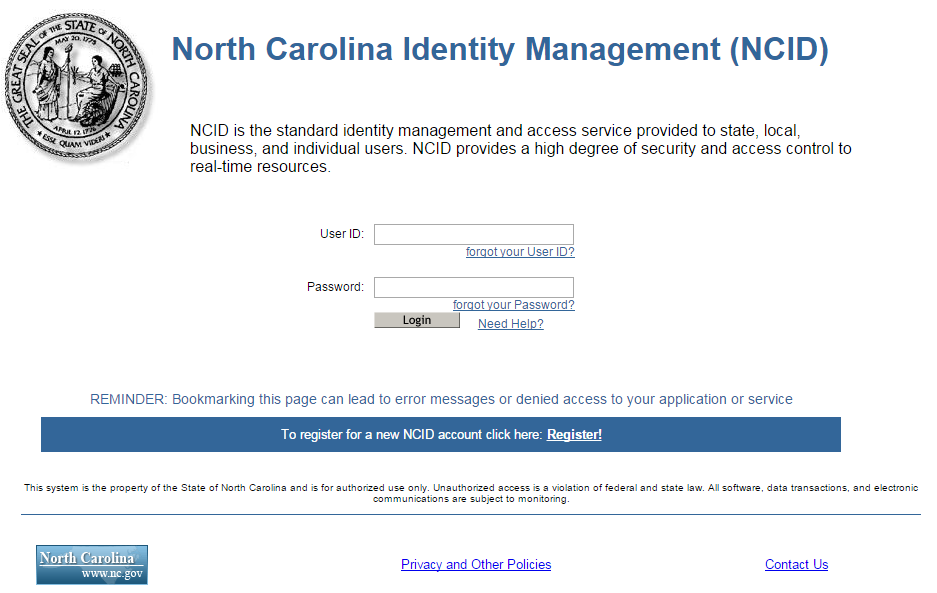 THE GREAT SEAL OF THE STATE OF NORTH CAROLINA
MAY 20, 1775
APRIL 12, 1776
ESSE QUAM VIDERI
North Carolina Identity Management (NCID)
NCID is the standard identity management and access service provided to state, local,
business, and individual users. NCID provides a high degree of security and access control to
real-time resources.
User ID:
forgot your User ID?
Password:
forgot your Password?
Login
Need Help?
REMINDER: Bookmarking this page can lead to error messages or denied access to your application or service
To register for a new NCID account click here: Register!
This system is the property of the State of North Carolina and is for authorized use only. Unauthorized access is a violation of federal and state law. All software, data transactions, and electronic
communications are subject to monitoring.
North Carolina
www.nc.gov
Privacy and Other Policies
Contact Us